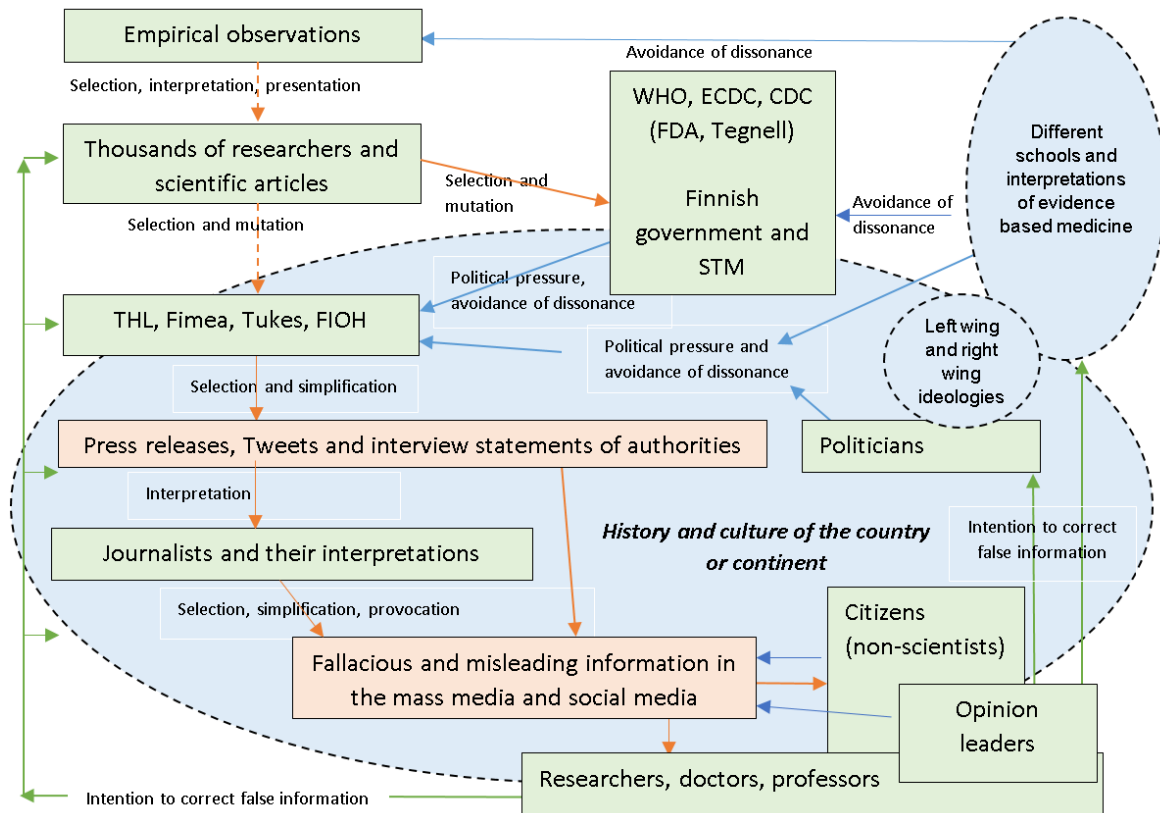 Empirical observations
Avoidance of dissonance
Selection, interpretation, presentation
WHO, ECDC, CDC
(FDA, Tegnell)
Finnish
government and
STM
Different
schools and
interpretations
of evidence
based medicine
Thousands of researchers and
scientific articles
Selection and
mutation
Avoidance of
dissonance
Selection and mutation
Political pressure,
avoidance of dissonance
THL, Fimea, Tukes, FIOH
Political pressure and
avoidance of dissonance
Left wing
and right
wing
ideologies
Selection and simplification
Press releases, Tweets and interview statements of authorities
Politicians
Interpretation
History and culture of the country
or continent
Intention to correct
false information
Journalists and their interpretations
Selection, simplification, provocation
Citizens
(non-scientists)
Fallacious and misleading information in
the mass media and social media
Opinion
leaders
Researchers, doctors, professors
Intention to correct false information